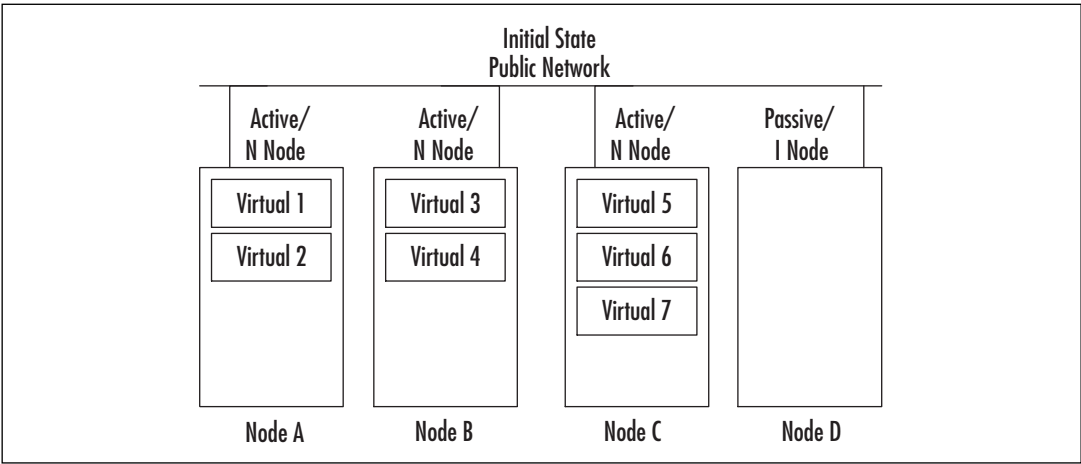 Initial State
Public Network
Active/
N Node
Active/
N Node
Active/
N Node
Passive/
I Node
Virtual 1
Virtual 2
Virtual 3
Virtual 4
Virtual 5
Virtual 6
Virtual 7
Node A
Node B
Node C
Node D